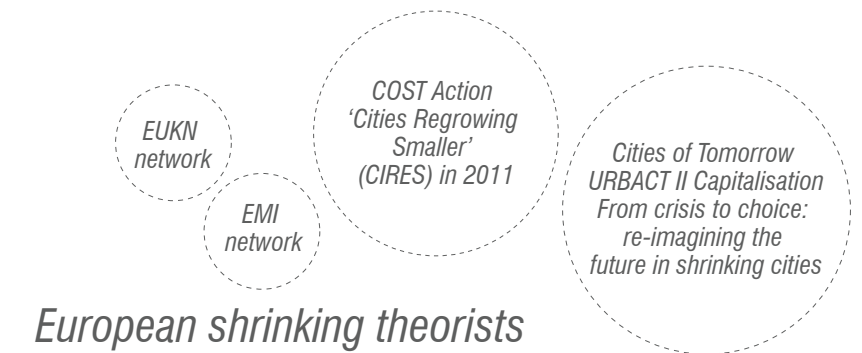 EUKN
network
EMI
network
COST Action
‘Cities Regrowing
Smaller’
(CIRES) in 2011
Cities of Tomorrow
URBACT II Capitalisation
From crisis to choice:
re-imagining the
future in shrinking cities
European shrinking theorists